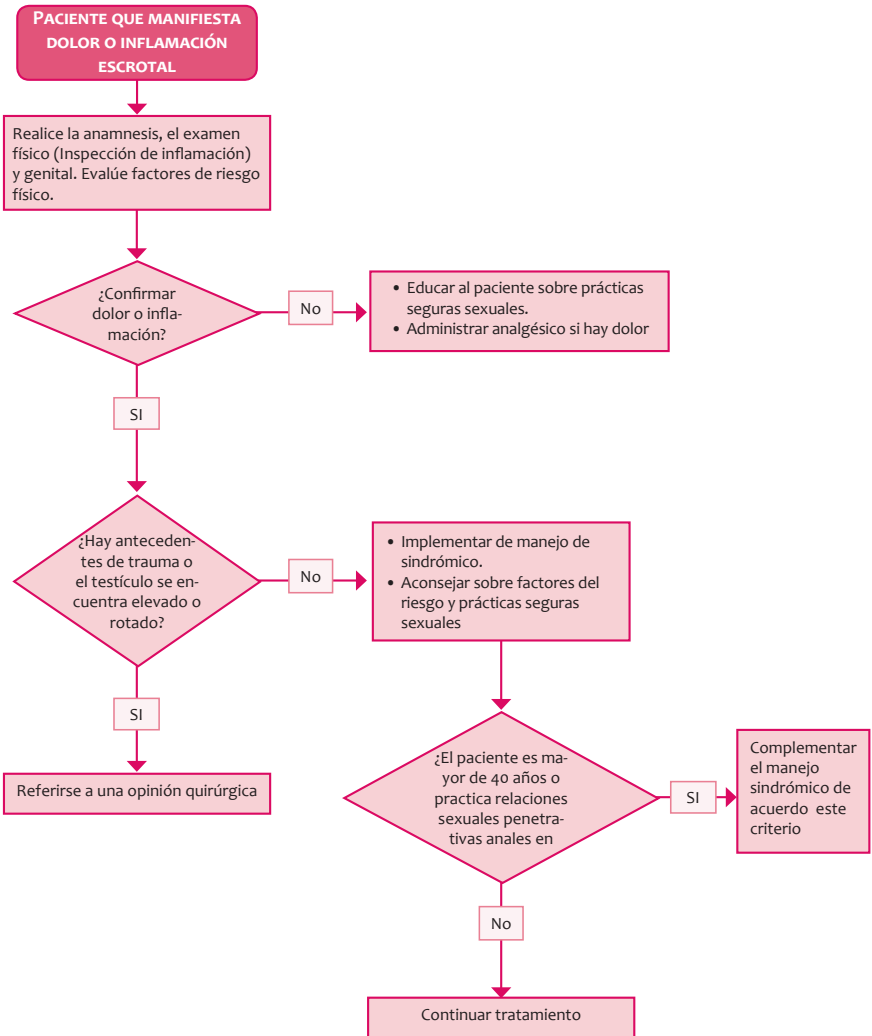 PACIENTE QUE MANIFIESTA
DOLOR O INFLAMACIÓN
ESCROTAL
Realice la anamnesis, el examen
físico (Inspección de inflamación)
y genital. Evalúe factores de riesgo
físico.
¿Confirmar
dolor o infla-
mación?
No
• Educar al paciente sobre prácticas
seguras sexuales.
• Administrar analgésico si hay dolor
SI
¿Hay anteceden-
tes de trauma o
el testículo se en-
cuentra elevado o
rotado?
No
• Implementar de manejo de
sindrómico.
• Aconsejar sobre factores del
riesgo y prácticas seguras
sexuales
SI
Referirse a una opinión quirúrgica
¿El paciente es ma-
yor de 40 años o
practica relaciones
sexuales penetra-
tivas anales en
SI
Complementar
el manejo
sindrómico de
acuerdo este
criterio
No
Continuar tratamiento